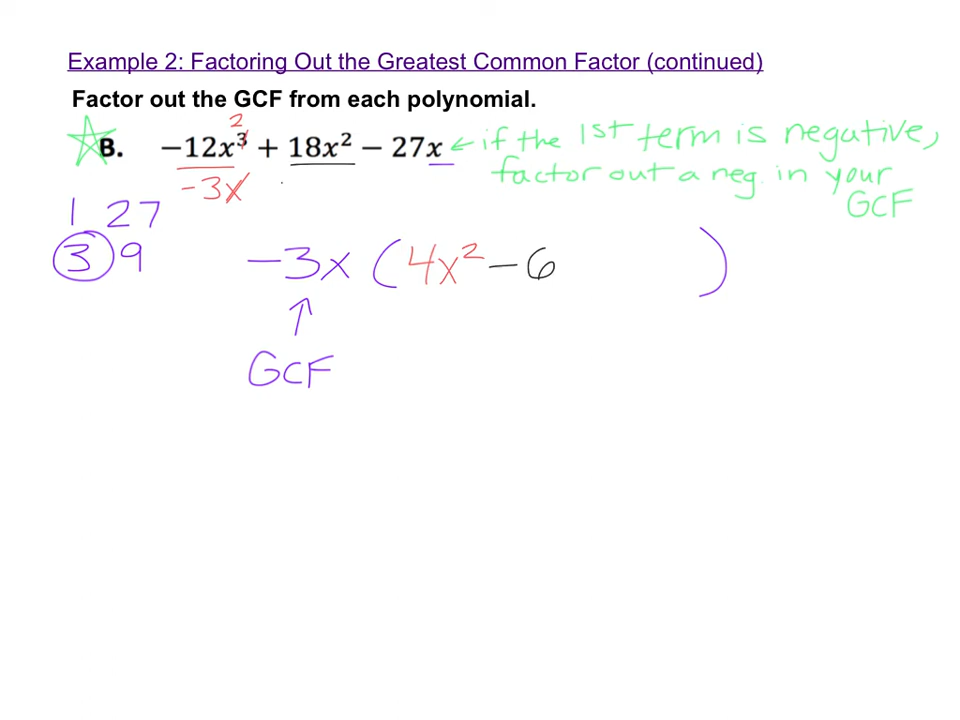 Example 2: Factoring Out the Greatest Common Factor (continued)
Factor out the GCF from each polynomial.
B. −12x³ + 18x² − 27x ← if the 1st term is negative,
2
factor out a neg. in your
GCF
-3x
1 27
3 9
-3x (4x² - 6 )
↑
GCF